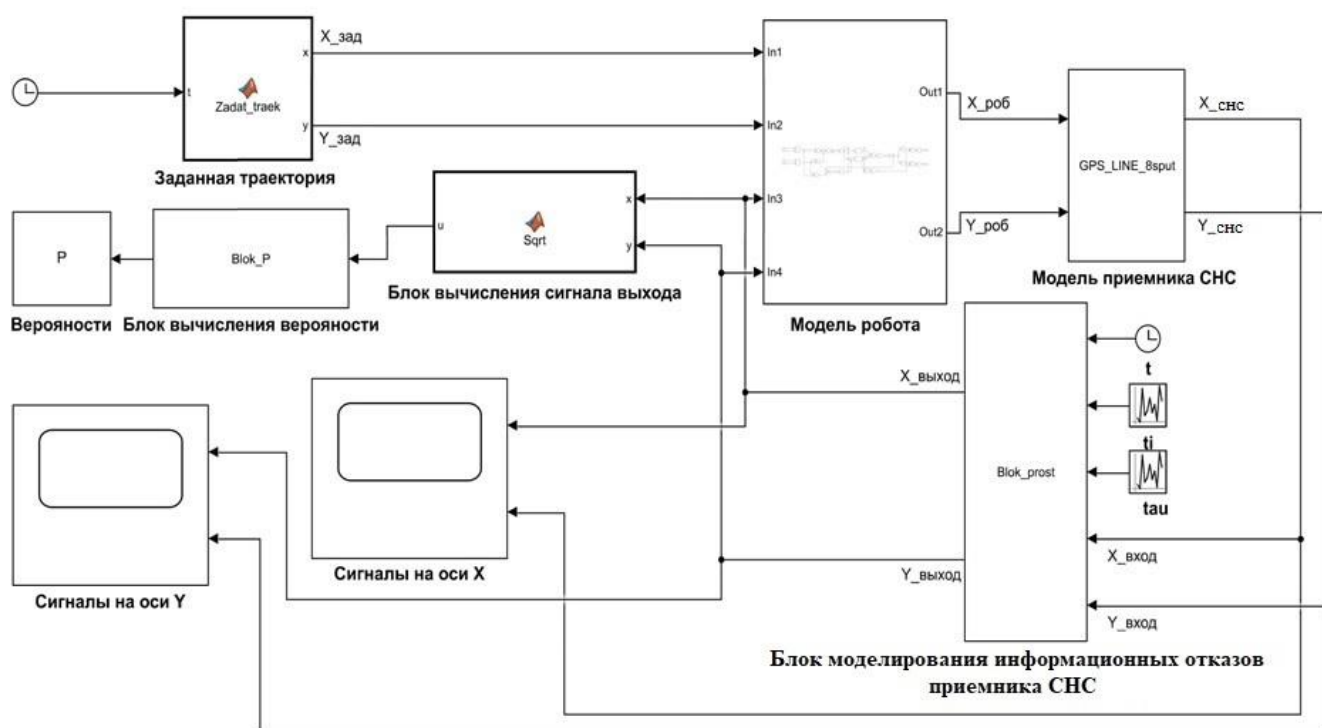 X_зад
x
In1
t
Zadat_traek
y
Y_зад
In2
Заданная траектория
Out1
X_роб
X_снс
GPS_LINE_8sput
In3
Out2
Y_роб
Y_снс
In4
Модель робота
Модель приемника СНС
x
u
Sqrt
y
Блок вычисления сигнала выхода
P
Blok_P
Верояности
Блок вычисления верояности
X_выход
t
ti
Blok_prost
tau
X_вход
Y_выход
Y_вход
Сигналы на оси X
Сигналы на оси Y
Блок моделирования информационных отказов
приемника СНС